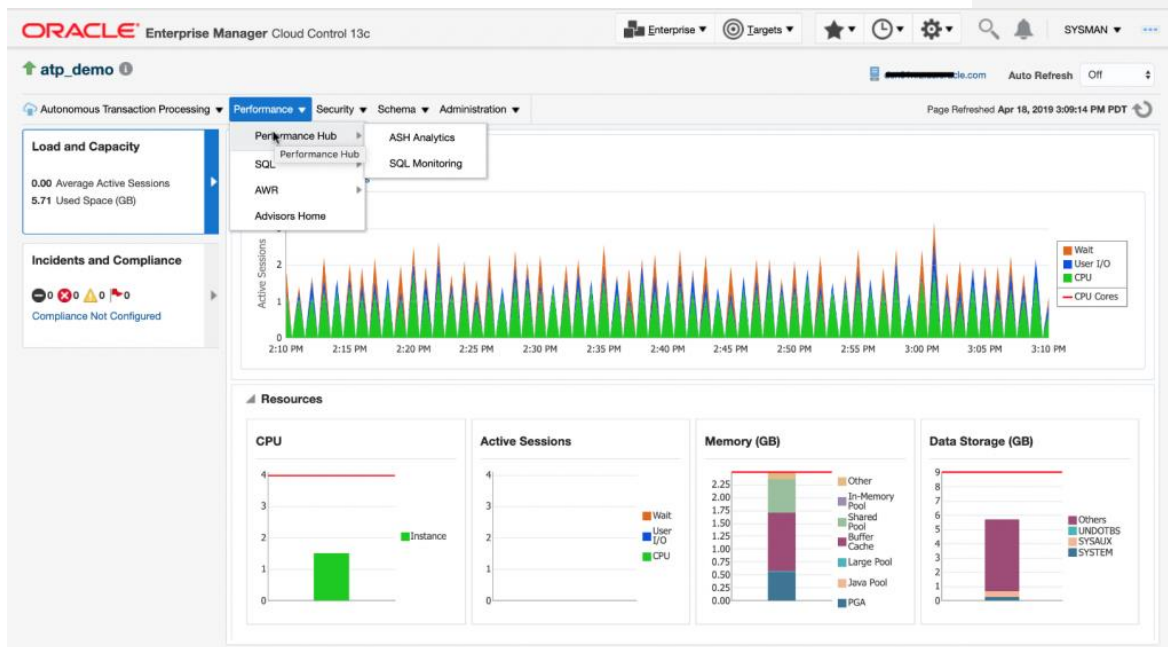 ORACLE Enterprise Manager Cloud Control 13c
Enterprise
Targets
SYSMAN
atp_demo
cle.com
Auto Refresh Off
Autonomous Transaction Processing
Performance
Security
Schema
Administration
Page Refreshed Apr 18, 2019 3:09:14 PM PDT
Performance Hub
Performance Hub
SQL
AWR
Advisors Home
ASH Analytics
SQL Monitoring
Load and Capacity
0.00 Average Active Sessions
5.71 Used Space (GB)
Incidents and Compliance
0 0 0 0
Compliance Not Configured
Active Sessions
2
1
0
2:10 PM 2:15 PM 2:20 PM 2:25 PM 2:30 PM 2:35 PM 2:40 PM 2:45 PM 2:50 PM 2:55 PM 3:00 PM 3:05 PM 3:10 PM
Wait
User I/O
CPU
CPU Cores
Resources
CPU
4
3
2
1
0
Instance
Active Sessions
4
3
2
1
0
Wait
User
I/O
CPU
Memory (GB)
2.25
2.00
1.75
1.50
1.25
1.00
0.75
0.50
0.25
0.00
Other
In-Memory
Pool
Shared
Pool
Buffer
Cache
Large Pool
Java Pool
PGA
Data Storage (GB)
9
8
7
6
5
4
3
2
1
0
Others
UNDOTBS
SYSAUX
SYSTEM